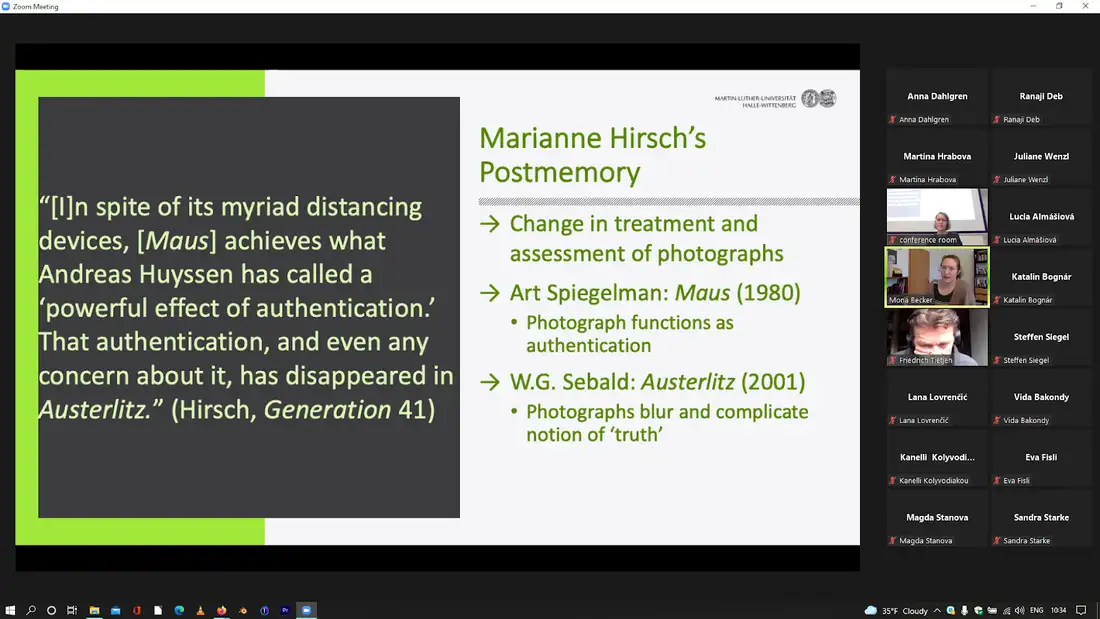 Zoom Meeting
MARTIN-LUTHER-UNIVERSITÄT
HALLE-WITTENBERG
“[I]n spite of its myriad distancing
devices, [Maus] achieves what
Andreas Huyssen has called a
‘powerful effect of authentication.’
That authentication, and even any
concern about it, has disappeared in
Austerlitz.” (Hirsch, Generation 41)
Marianne Hirsch’s
Postmemory
→ Change in treatment and
assessment of photographs
→ Art Spiegelman: Maus (1980)
• Photograph functions as
authentication
→ W.G. Sebald: Austerlitz (2001)
• Photographs blur and complicate
notion of ‘truth’
Anna Dahlgren
Anna Dahlgren
Ranaji Deb
Ranaji Deb
Martina Hrabova
Martina Hrabova
Juliane Wenzl
Juliane Wenzl
conference room
Lucia Almášiová
Lucia Almášiová
Mona Becker
Katalin Bognár
Katalin Bognár
Friedrich Tietjen
Steffen Siegel
Steffen Siegel
Lana Lovrenčić
Lana Lovrenčić
Vida Bakondy
Vida Bakondy
Kanelli Kolyvodi...
Kanelli Kolyvodiakou
Eva Fisli
Eva Fisli
Magda Stanova
Magda Stanova
Sandra Starke
Sandra Starke
35°F Cloudy
ENG
10:34